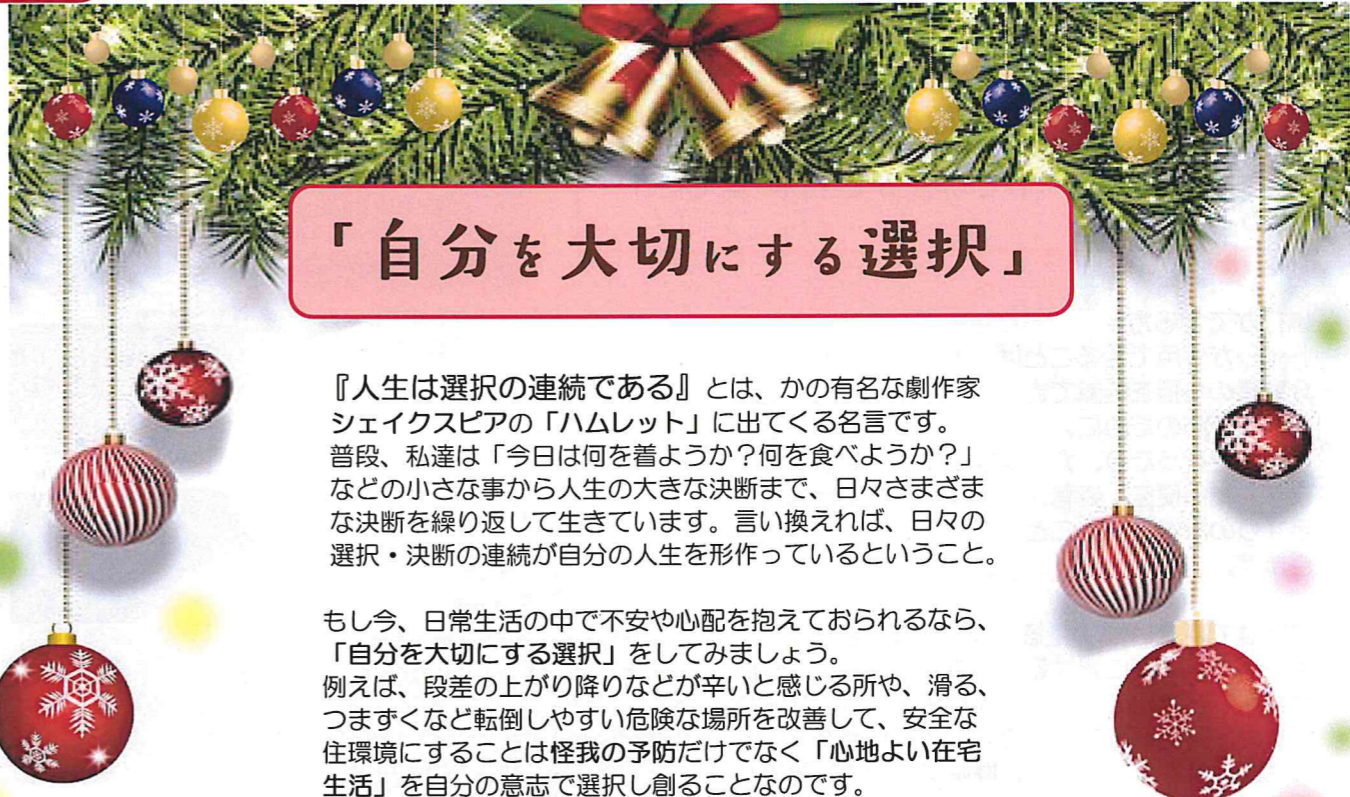 「自分を大切にする選択」
『人生は選択の連続である』とは、かの有名な劇作家
シェイクスピアの「ハムレット」に出てくる名言です。
普段、私達は「今日は何を着ようか？何を食べようか？」
などの小さな事から人生の大きな決断まで、日々さまざま
な決断を繰り返して生きています。言い換えれば、日々の
選択・決断の連続が自分の人生を形作っているということ。
もし今、日常生活の中で不安や心配を抱えておられるなら、
「自分を大切にする選択」をしてみましょう。
例えば、段差の上がり降りなどが辛いと感じる所や、滑る、
つまずくなど転倒しやすい危険な場所を改善して、安全な
住環境にすることは怪我の予防だけでなく「心地よい在宅
生活」を自分の意志で選択し創ることなのです。